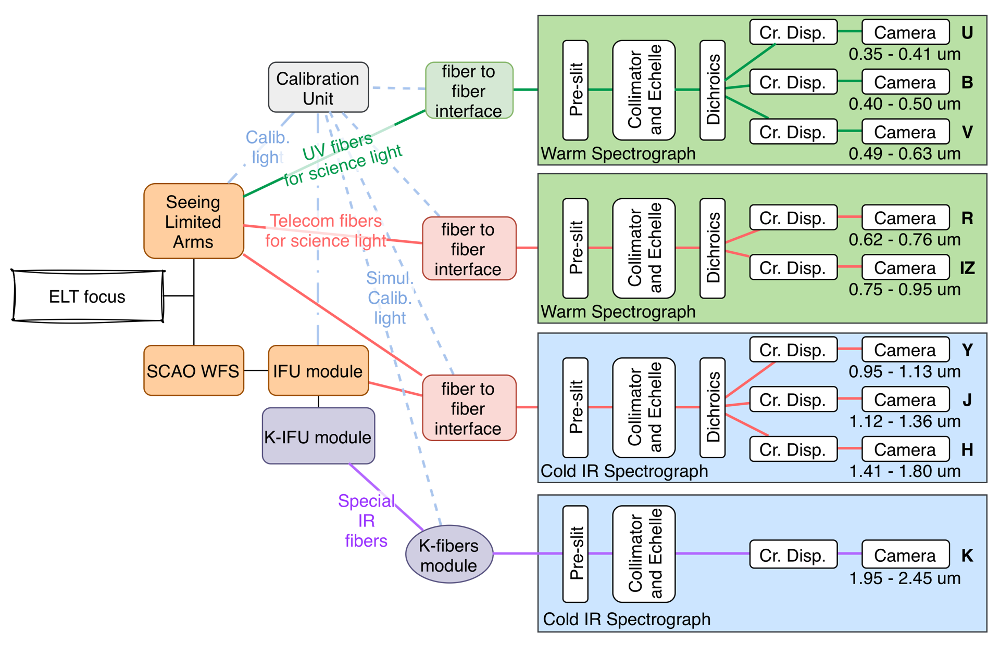 Calibration
Unit
Calib.
light
UV fibers
for science light
Seeing
Limited
Arms
Telecom fibers
for science light
ELT focus
Simul.
Calib.
light
SCAO WFS
IFU module
K-IFU module
Special
IR
fibers
K-fibers
module
fiber to
fiber
interface
fiber to
fiber
interface
fiber to
fiber
interface
Pre-slit
Collimator
and Echelle
Dichroics
Cr. Disp.
Camera
U
0.35 - 0.41 um
Cr. Disp.
Camera
B
0.40 - 0.50 um
Cr. Disp.
Camera
V
0.49 - 0.63 um
Warm Spectrograph
Pre-slit
Collimator
and Echelle
Dichroics
Cr. Disp.
Camera
R
0.62 - 0.76 um
Cr. Disp.
Camera
IZ
0.75 - 0.95 um
Warm Spectrograph
Pre-slit
Collimator
and Echelle
Dichroics
Cr. Disp.
Camera
Y
0.95 - 1.13 um
Cr. Disp.
Camera
J
1.12 - 1.36 um
Cr. Disp.
Camera
H
1.41 - 1.80 um
Cold IR Spectrograph
Pre-slit
Collimator
and Echelle
Cr. Disp.
Camera
K
1.95 - 2.45 um
Cold IR Spectrograph